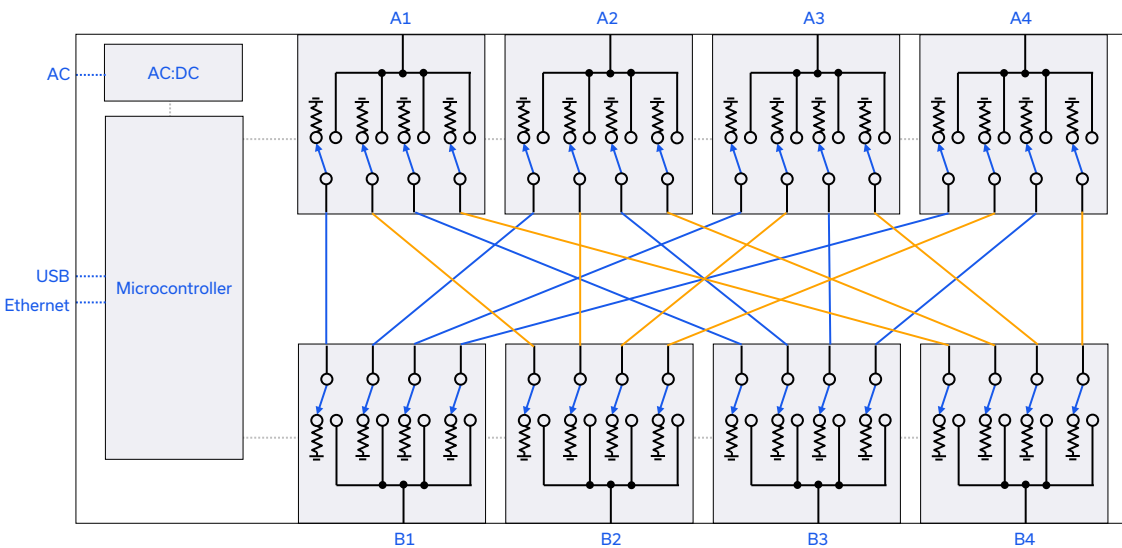 A1 A2 A3 A4
AC AC:DC
USB
Microcontroller
Ethernet
B1 B2 B3 B4